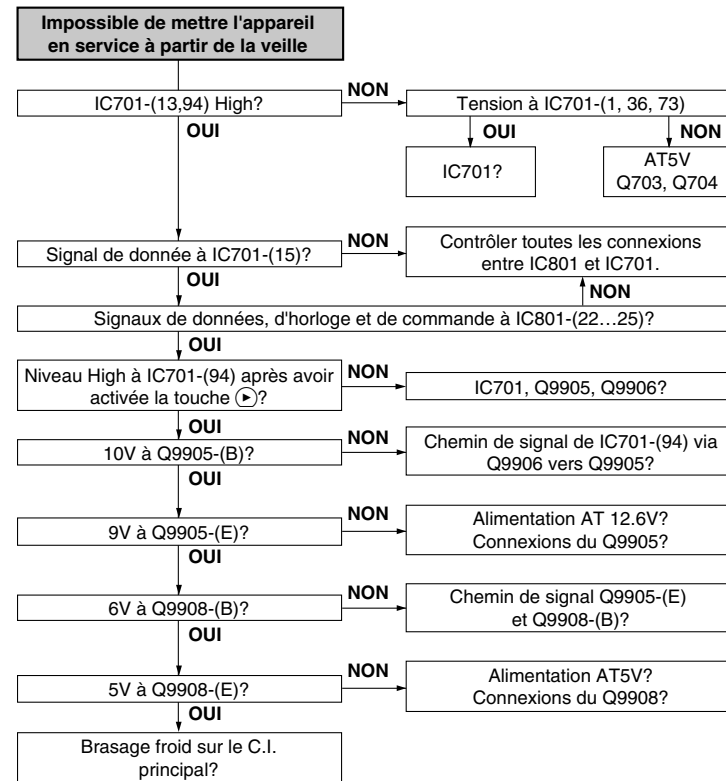 Impossible de mettre l'appareil
en service à partir de la veille
IC701-(13,94) High?
NON
Tension à IC701-(1, 36, 73)
OUI
OUI
NON
IC701?
AT5V
Q703, Q704
Signal de donnée à IC701-(15)?
NON
Contrôler toutes les connexions
entre IC801 et IC701.
OUI
NON
Signaux de données, d'horloge et de commande à IC801-(22...25)?
OUI
Niveau High à IC701-(94) après avoir
activée la touche ?
NON
IC701, Q9905, Q9906?
OUI
10V à Q9905-(B)?
NON
Chemin de signal de IC701-(94) via
Q9906 vers Q9905?
OUI
9V à Q9905-(E)?
NON
Alimentation AT 12.6V?
Connexions du Q9905?
OUI
6V à Q9908-(B)?
NON
Chemin de signal Q9905-(E)
et Q9908-(B)?
OUI
5V à Q9908-(E)?
NON
Alimentation AT5V?
Connexions du Q9908?
OUI
Brasage froid sur le C.I.
principal?